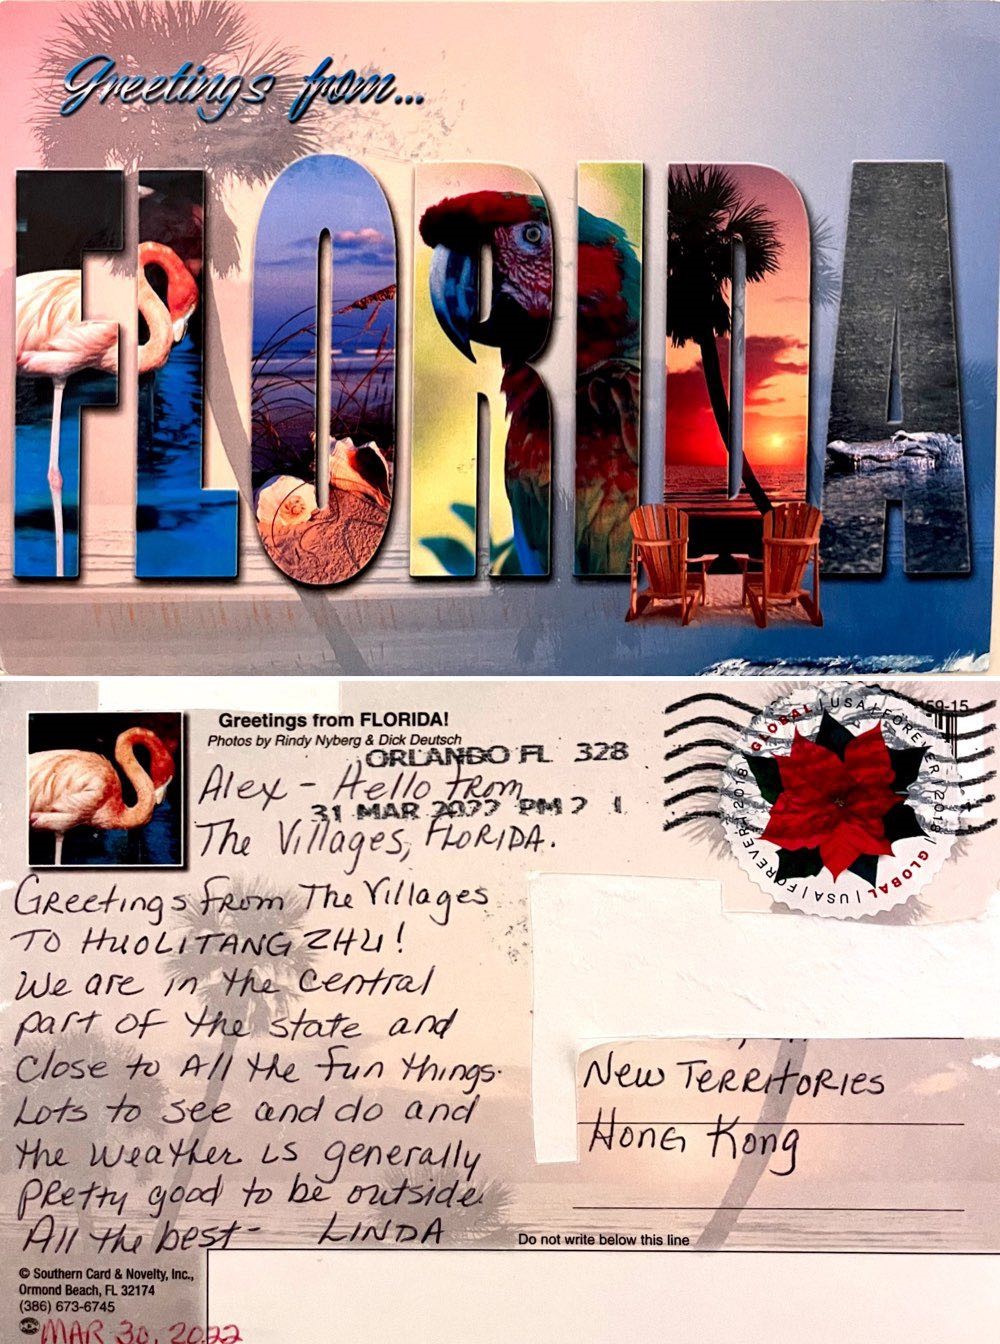 Greetings from...
FLORIDA
Greetings from FLORIDA!
Photos by Rindy Nyberg & Dick Deutsch
ORLANDO FL 328
31 MAR 2022 PM 2 L
Alex - Hello from
The Villages, FLORIDA.
Greetings from The Villages
TO HUOLITANG ZHU!
We are in the central
part of the state and
close to All the fun things.
Lots to see and do and
the weather is generally
pretty good to be outside.
All the best- LINDA
© Southern Card & Novelty, Inc.,
Ormond Beach, FL 32174
(386) 673-6745
MAR 30, 2022
GLOBAL | USA | FOREVER | 2018 | GLOBAL | USA | FOREVER | 2018
59-15
New TERRITORIES
Hong Kong
Do not write below this line